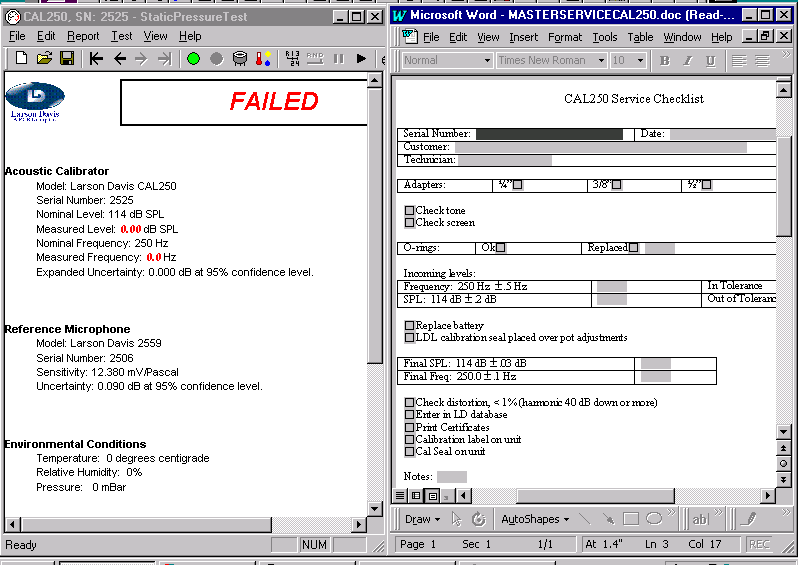 CAL250, SN: 2525 - StaticPressureTest
File Edit Report Test View Help
FAILED
Larson Davis
Acoustic Calibrator
Model: Larson Davis CAL250
Serial Number: 2525
Nominal Level: 114 dB SPL
Measured Level: 0.00 dB SPL
Nominal Frequency: 250 Hz
Measured Frequency: 0.0 Hz
Expanded Uncertainty: 0.000 dB at 95% confidence level.
Reference Microphone
Model: Larson Davis 2559
Serial Number: 2506
Sensitivity: 12.380 mV/Pascal
Uncertainty: 0.090 dB at 95% confidence level.
Environmental Conditions
Temperature: 0 degrees centigrade
Relative Humidity: 0%
Pressure: 0 mBar
Ready NUM
Microsoft Word - MASTERSERVICECAL250.doc (Read-...
File Edit View Insert Format Tools Table Window Help
Normal Times New Roman 10 B I U
CAL250 Service Checklist
Serial Number: Date:
Customer:
Technician:
Adapters: ¼” 3/8” ½”
Check tone
Check screen
O-rings: Ok Replaced
Incoming levels:
Frequency: 250 Hz ±.5 Hz In Tolerance
SPL: 114 dB ±.2 dB Out of Toleranc
Replace battery
LDL calibration seal placed over pot adjustments
Final SPL: 114 dB ±.03 dB
Final Freq: 250.0 ±.1 Hz
Check distortion, < 1% (harmonic 40 dB down or more)
Enter in LD database
Print Certificates
Calibration label on unit
Cal Seal on unit
Notes:
Draw AutoShapes
Page 1 Sec 1 1/1 At 1.4" Ln 3 Col 17 REC